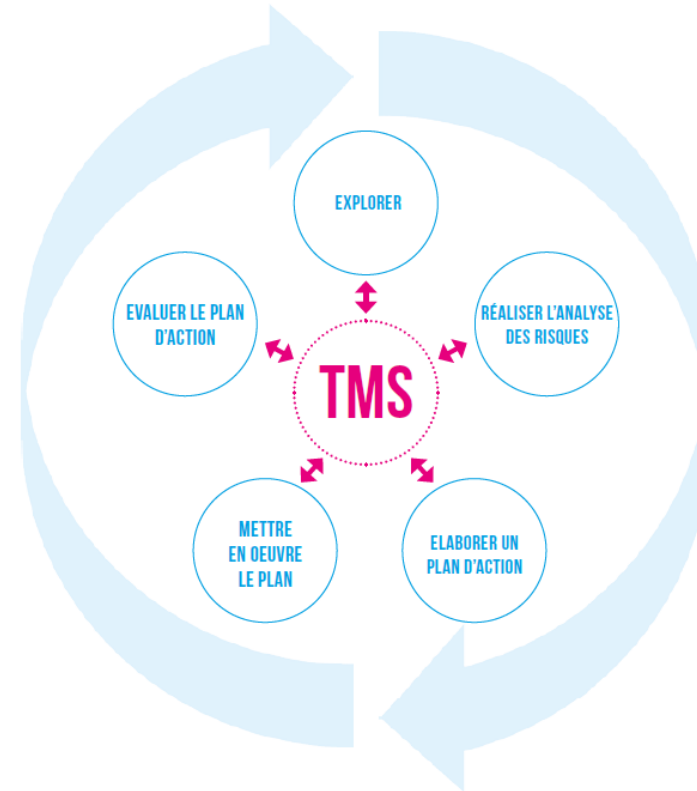 EXPLORER
RÉALISER L'ANALYSE
DES RISQUES
ELABORER UN
PLAN D'ACTION
METTRE
EN OEUVRE
LE PLAN
EVALUER LE PLAN
D'ACTION
TMS